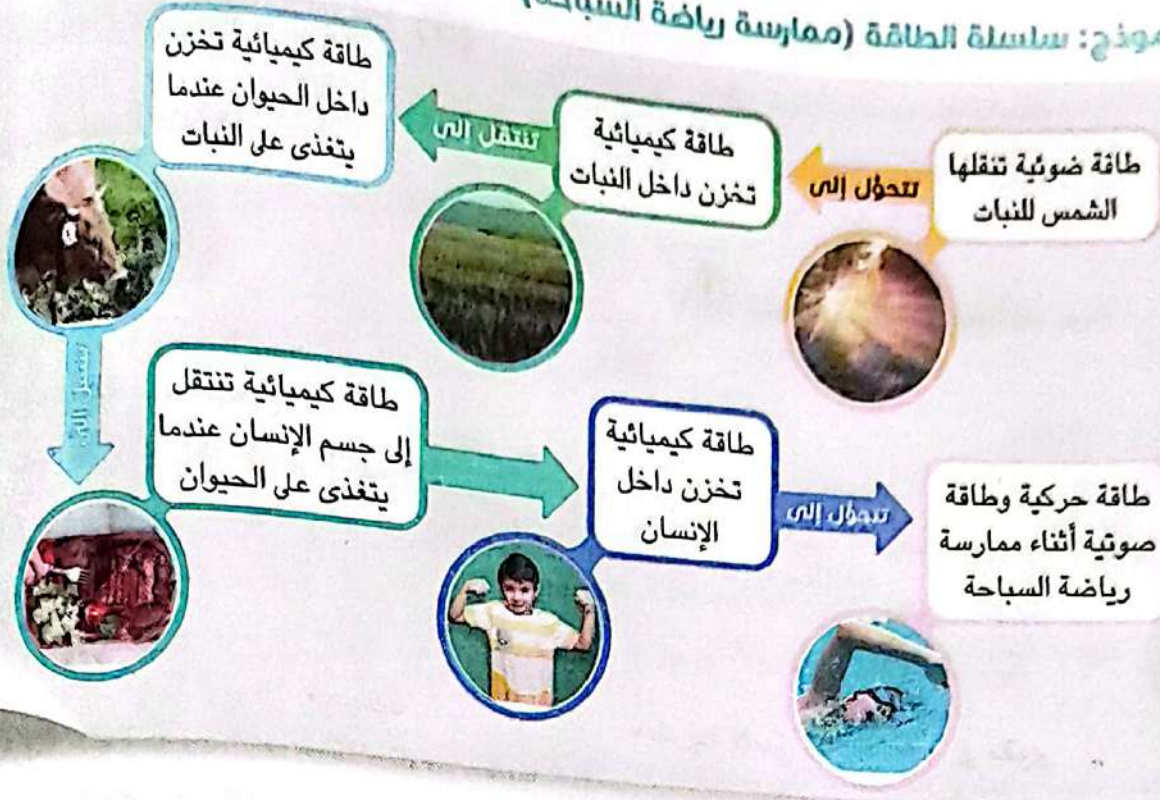 وذج: سلسلة الطاقة (ممارسة رياضة السباحة)
طاقة ضوئية تنقلها
الشمس للنبات
تتحول إلى
طاقة كيميائية
تخزن داخل النبات
تنتقل إلى
طاقة كيميائية تخزن
داخل الحيوان عندما
يتغذى على النبات
تنتقل إلى
طاقة كيميائية تنتقل
إلى جسم الإنسان عندما
يتغذى على الحيوان
طاقة كيميائية
تخزن داخل
الإنسان
تتحول إلى
طاقة حركية وطاقة
صوتية أثناء ممارسة
رياضة السباحة